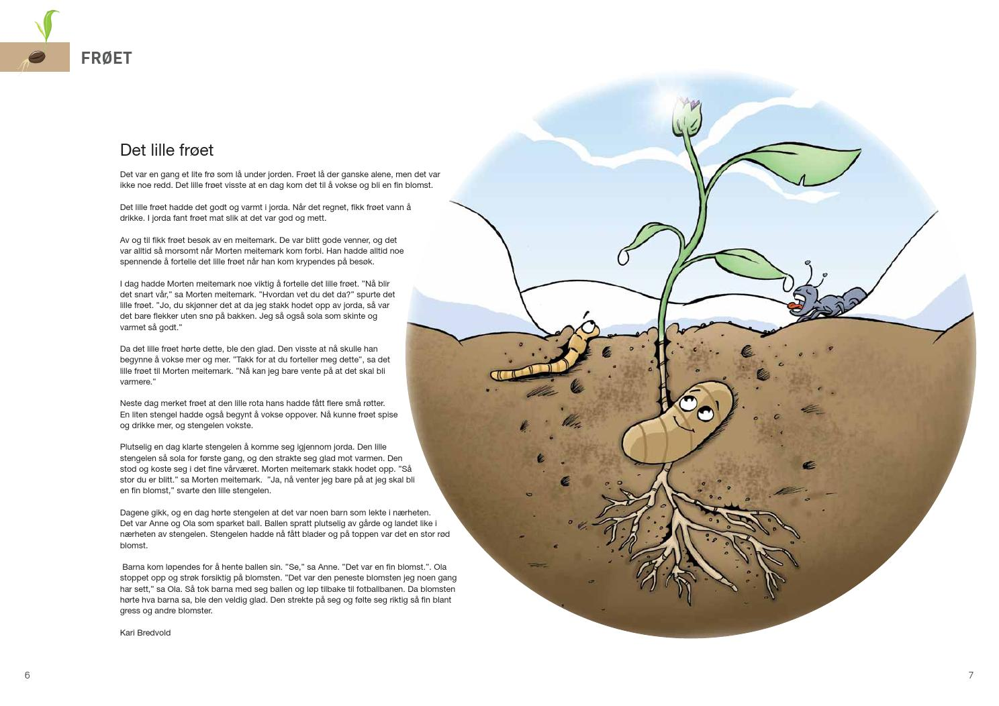 FRØET
Det lille frøet
Det var en gang et lite frø som lå under jorden. Frøet lå der ganske alene, men det var
ikke noe redd. Det lille frøet visste at en dag kom det til å vokse og bli en fin blomst.
Det lille frøet hadde det godt og varmt i jorda. Når det regnet, fikk frøet vann å
drikke. I jorda fant frøet mat slik at det var god og mett.
Av og til fikk frøet besøk av en meitemark. De var blitt gode venner, og det
var alltid så morsomt når Morten meitemark kom forbi. Han hadde alltid noe
spennende å fortelle det lille frøet når han kom krypendes på besøk.
I dag hadde Morten meitemark noe viktig å fortelle det lille frøet. ”Nå blir
det snart vår,” sa Morten meitemark. ”Hvordan vet du det da?” spurte det
lille frøet. ”Jo, du skjønner det at da jeg stakk hodet opp av jorda, så var
det bare flekker uten snø på bakken. Jeg så også sola som skinte og
varmet så godt.”
Da det lille frøet hørte dette, ble den glad. Den visste at nå skulle han
begynne å vokse mer og mer. ”Takk for at du forteller meg dette”, sa det
lille frøet til Morten meitemark. ”Nå kan jeg bare vente på at det skal bli
varmere.”
Neste dag merket frøet at den lille rota hans hadde fått flere små røtter.
En liten stengel hadde også begynt å vokse oppover. Nå kunne frøet spise
og drikke mer, og stengelen vokste.
Plutselig en dag klarte stengelen å komme seg igjennom jorda. Den lille
stengelen så sola for første gang, og den strakte seg glad mot varmen. Den
stod og koste seg i det fine vårværet. Morten meitemark stakk hodet opp. ”Så
stor du er blitt.” sa Morten meitemark. ”Ja, nå venter jeg bare på at jeg skal bli
en fin blomst,” svarte den lille stengelen.
Dagene gikk, og en dag hørte stengelen at det var noen barn som lekte i nærheten.
Det var Anne og Ola som sparket ball. Ballen spratt plutselig av gårde og landet like i
nærheten av stengelen. Stengelen hadde nå fått blader og på toppen var det en stor rød
blomst.
Barna kom løpendes for å hente ballen sin. ”Se,” sa Anne. ”Det var en fin blomst.”. Ola
stoppet opp og strøk forsiktig på blomsten. ”Det var den peneste blomsten jeg noen gang
har sett,” sa Ola. Så tok barna med seg ballen og løp tilbake til fotballbanen. Da blomsten
hørte hva barna sa, ble den veldig glad. Den strekte på seg og følte seg riktig så fin blant
gress og andre blomster.
Kari Bredvold
6
7